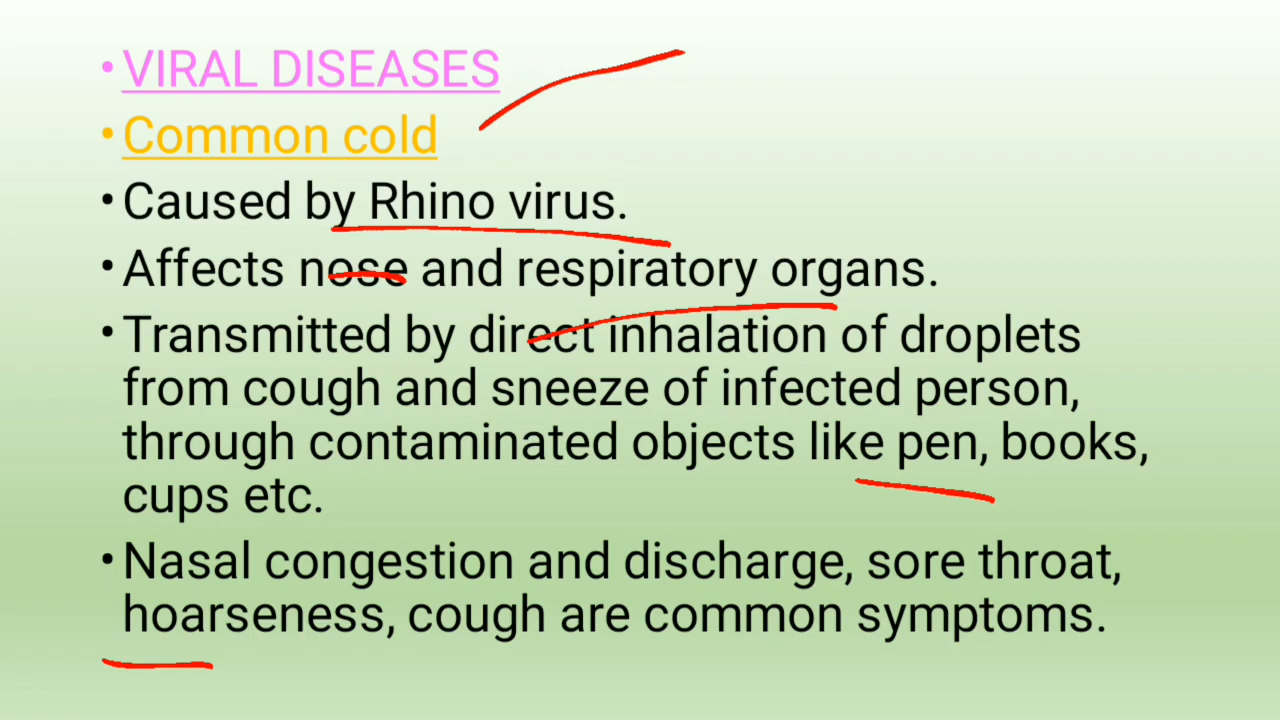 •VIRAL DISEASES
•Common cold
•Caused by Rhino virus.
•Affects nose and respiratory organs.
•Transmitted by direct inhalation of droplets
from cough and sneeze of infected person,
through contaminated objects like pen, books,
cups etc.
•Nasal congestion and discharge, sore throat,
hoarseness, cough are common symptoms.